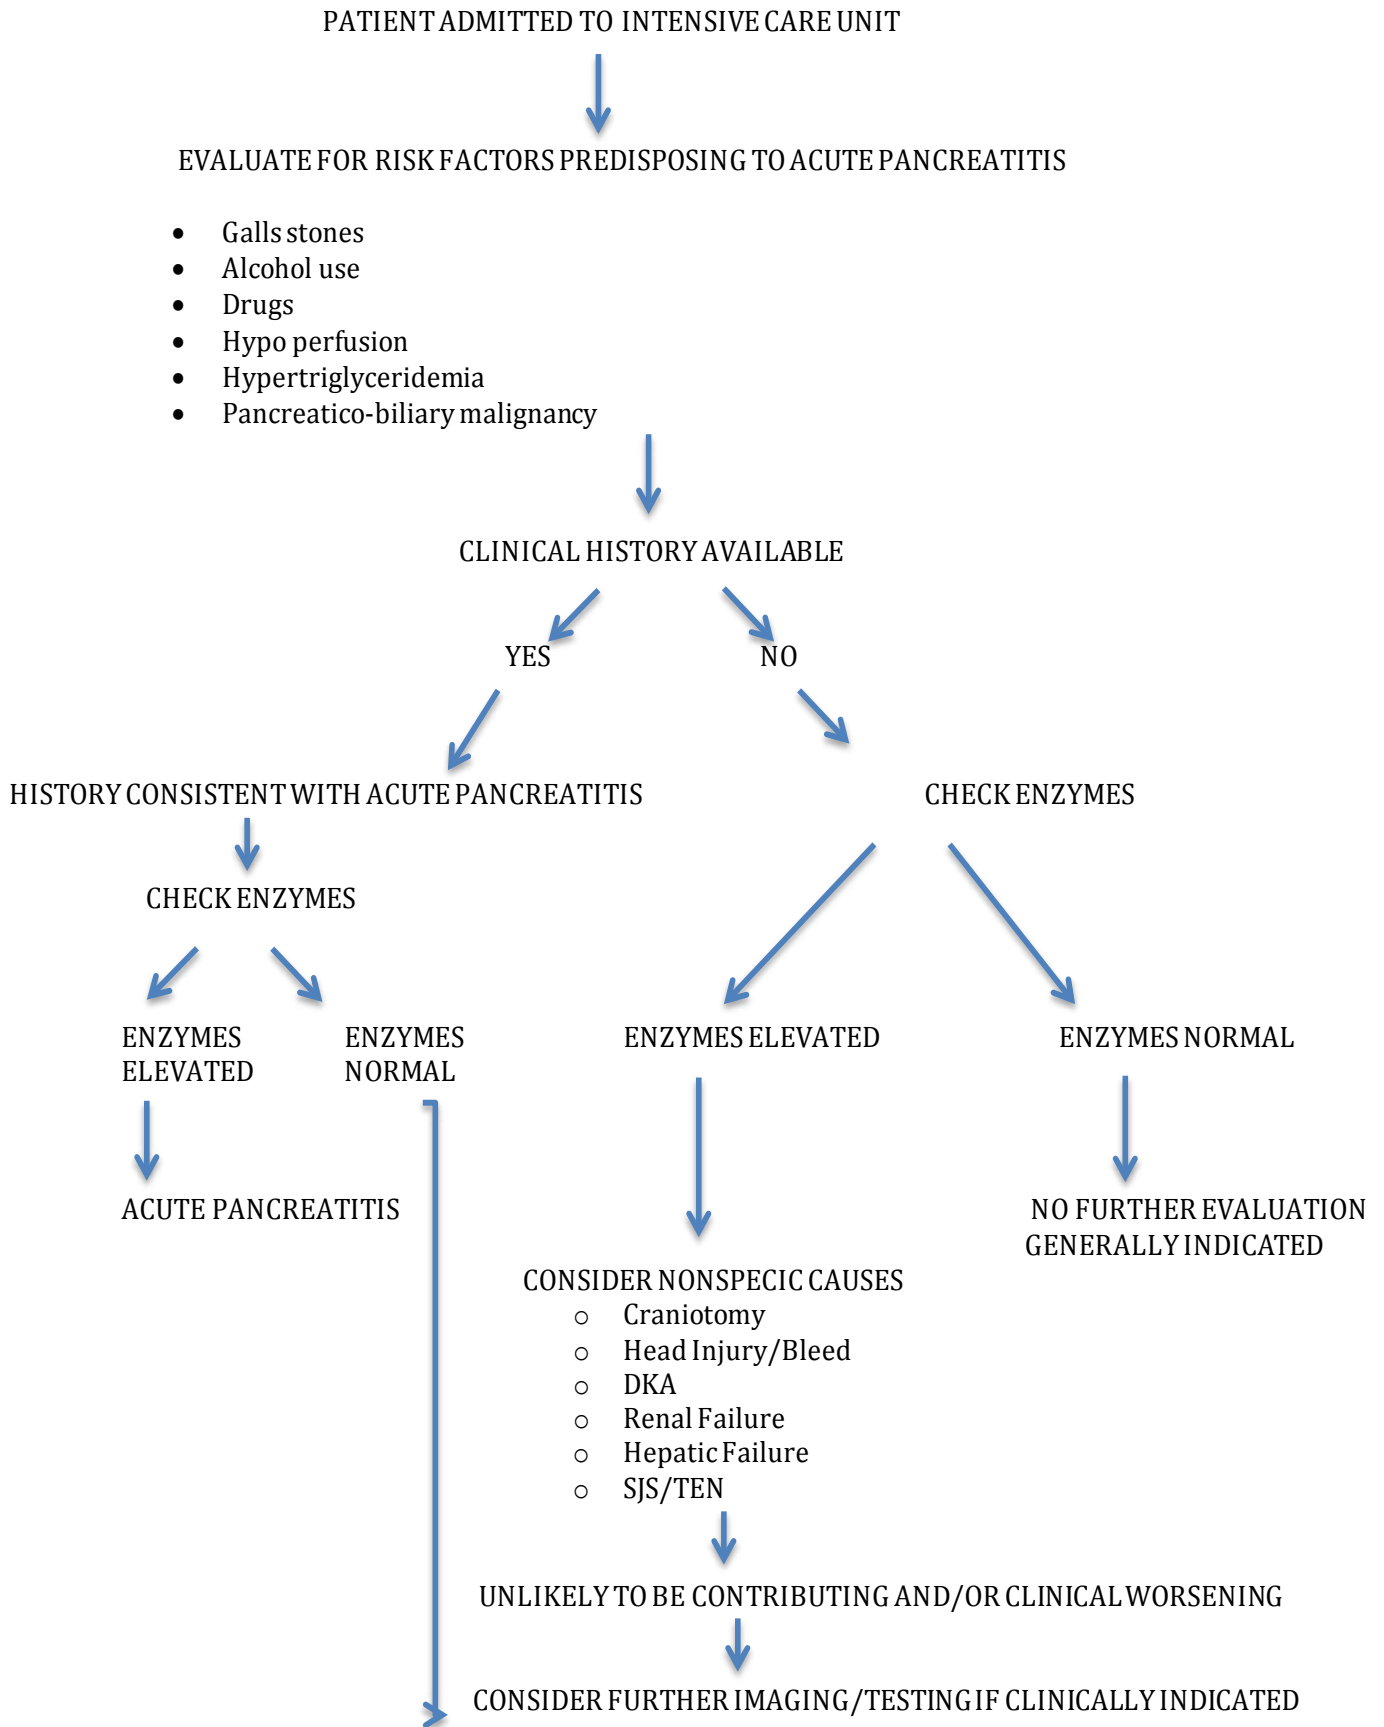 PATIENT ADMITTED TO INTENSIVE CARE UNIT
EVALUATE FOR RISK FACTORS PREDISPOSING TO ACUTE PANCREATITIS
• Galls stones
• Alcohol use
• Drugs
• Hypo perfusion
• Hypertriglyceridemia
• Pancreatico-biliary malignancy
CLINICAL HISTORY AVAILABLE
YES
NO
HISTORY CONSISTENT WITH ACUTE PANCREATITIS
CHECK ENZYMES
CHECK ENZYMES
ENZYMES
ELEVATED
ENZYMES
NORMAL
ENZYMES ELEVATED
ENZYMES NORMAL
ACUTE PANCREATITIS
NO FURTHER EVALUATION
GENERALLY INDICATED
CONSIDER NONSPECIC CAUSES
o Craniotomy
o Head Injury/Bleed
o DKA
o Renal Failure
o Hepatic Failure
o SJS/TEN
UNLIKELY TO BE CONTRIBUTING AND/OR CLINICAL WORSENING
CONSIDER FURTHER IMAGING/TESTING IF CLINICALLY INDICATED